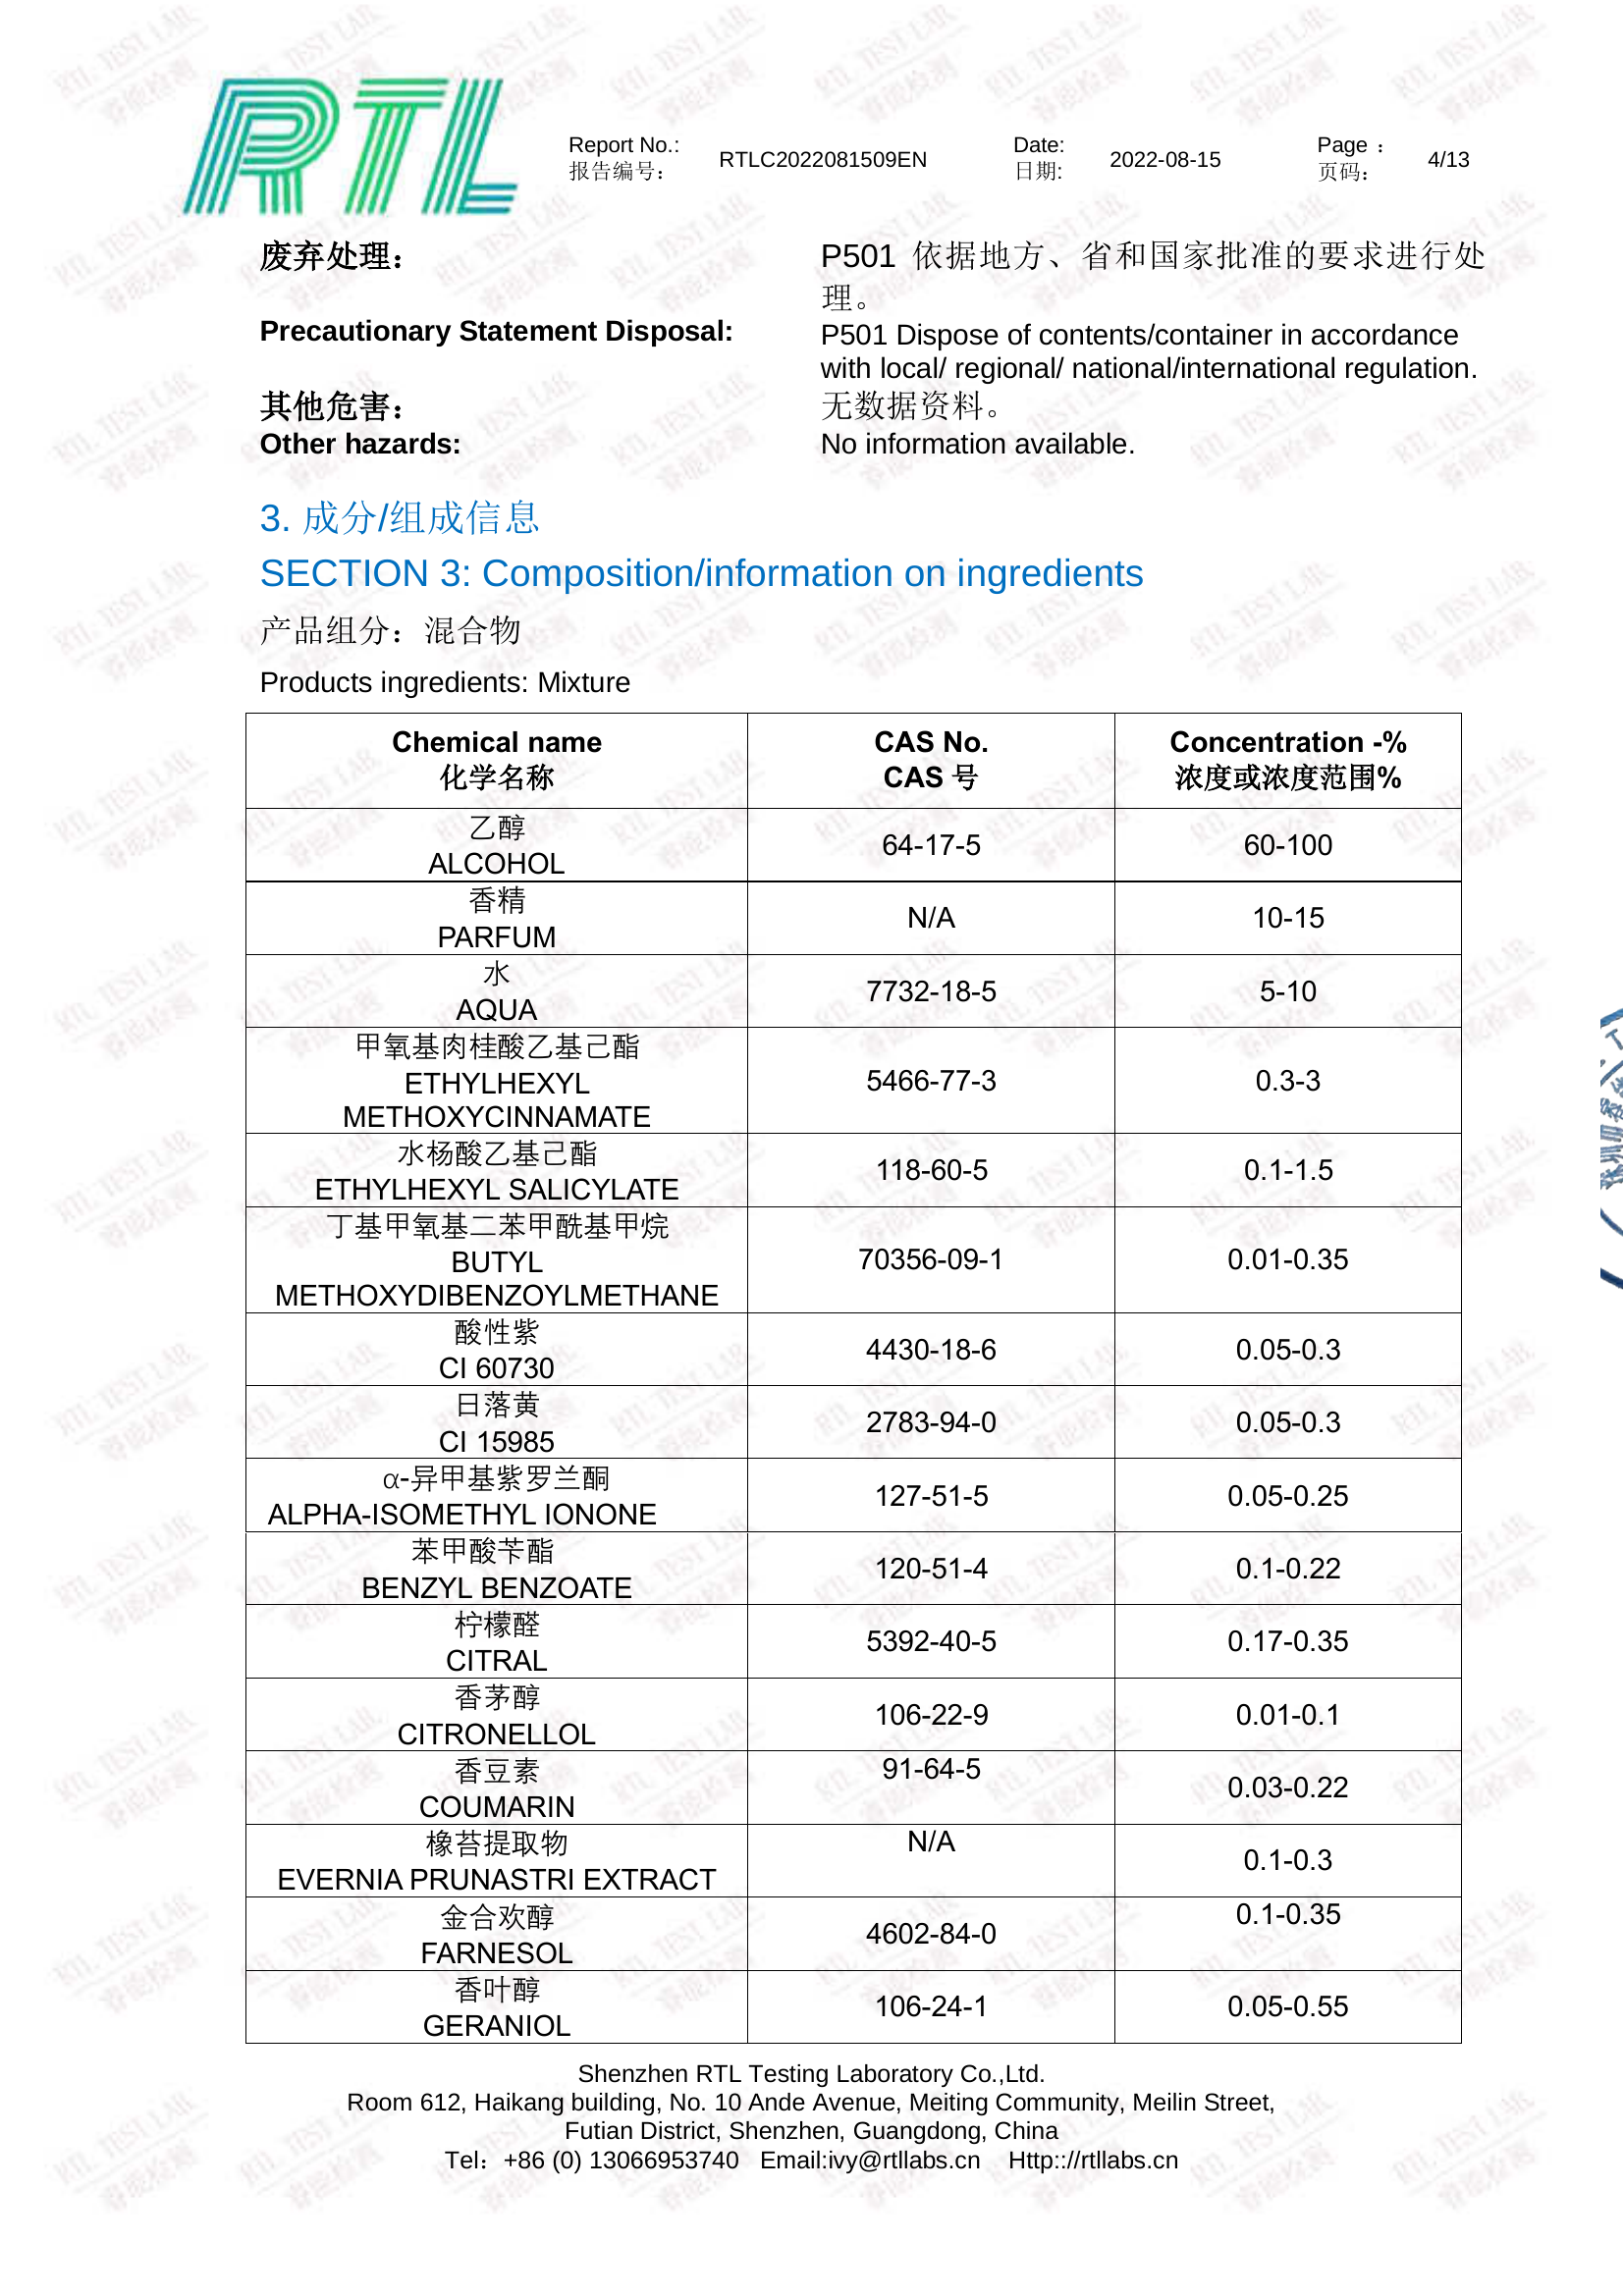 RTL
Report No.:
报告编号：
RTLC2022081509EN
Date:
日期:
2022-08-15
Page ：
页码：
4/13
废弃处理：
P501 依据地方、省和国家批准的要求进行处
理。
Precautionary Statement Disposal:
P501 Dispose of contents/container in accordance
with local/ regional/ national/international regulation.
其他危害：
无数据资料。
Other hazards:
No information available.
3. 成分/组成信息
SECTION 3: Composition/information on ingredients
产品组分：混合物
Products ingredients: Mixture
Chemical name
化学名称
CAS No.
CAS 号
Concentration -%
浓度或浓度范围%
乙醇
ALCOHOL
64-17-5
60-100
香精
PARFUM
N/A
10-15
水
AQUA
7732-18-5
5-10
甲氧基肉桂酸乙基己酯
ETHYLHEXYL
METHOXYCINNAMATE
5466-77-3
0.3-3
水杨酸乙基己酯
ETHYLHEXYL SALICYLATE
118-60-5
0.1-1.5
丁基甲氧基二苯甲酰基甲烷
BUTYL
METHOXYDIBENZOYLMETHANE
70356-09-1
0.01-0.35
酸性紫
CI 60730
4430-18-6
0.05-0.3
日落黄
CI 15985
2783-94-0
0.05-0.3
α-异甲基紫罗兰酮
ALPHA-ISOMETHYL IONONE
127-51-5
0.05-0.25
苯甲酸苄酯
BENZYL BENZOATE
120-51-4
0.1-0.22
柠檬醛
CITRAL
5392-40-5
0.17-0.35
香茅醇
CITRONELLOL
106-22-9
0.01-0.1
香豆素
COUMARIN
91-64-5
0.03-0.22
橡苔提取物
EVERNIA PRUNASTRI EXTRACT
N/A
0.1-0.3
金合欢醇
FARNESOL
4602-84-0
0.1-0.35
香叶醇
GERANIOL
106-24-1
0.05-0.55
Shenzhen RTL Testing Laboratory Co.,Ltd.
Room 612, Haikang building, No. 10 Ande Avenue, Meiting Community, Meilin Street,
Futian District, Shenzhen, Guangdong, China
Tel：+86 (0) 13066953740 Email:ivy@rtllabs.cn Http:://rtllabs.cn